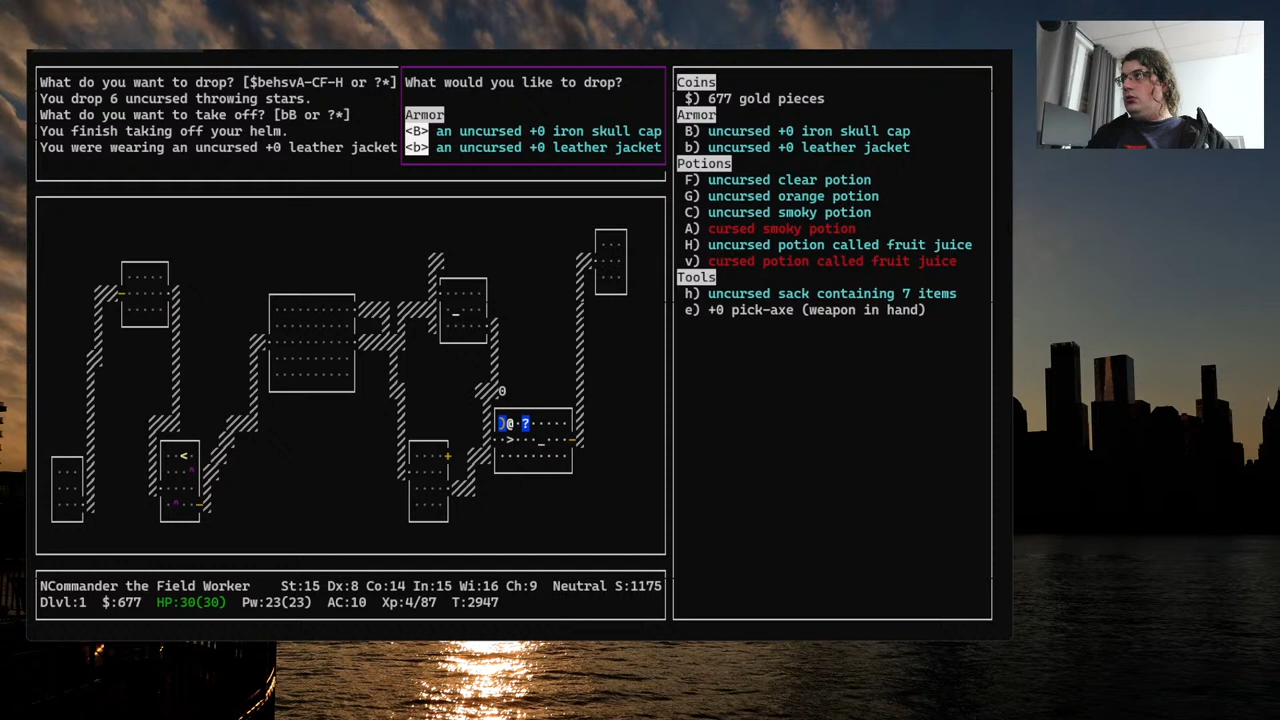 What do you want to drop? [$behsvA-CF-H or ?*]
You drop 6 uncursed throwing stars.
What do you want to take off? [bB or ?*]
You finish taking off your helm.
You were wearing an uncursed +0 leather jacket
What would you like to drop?
Armor
<B> an uncursed +0 iron skull cap
<b> an uncursed +0 leather jacket
Coins
$) 677 gold pieces
Armor
B) uncursed +0 iron skull cap
b) uncursed +0 leather jacket
Potions
F) uncursed clear potion
G) uncursed orange potion
C) uncursed smoky potion
A) cursed smoky potion
H) uncursed potion called fruit juice
v) cursed potion called fruit juice
Tools
h) uncursed sack containing 7 items
e) +0 pick-axe (weapon in hand)
NCommander the Field Worker St:15 Dx:8 Co:14 In:15 Wi:16 Ch:9 Neutral S:1175
Dlvl:1 $:677 HP:30(30) Pw:23(23) AC:10 Xp:4/87 T:2947